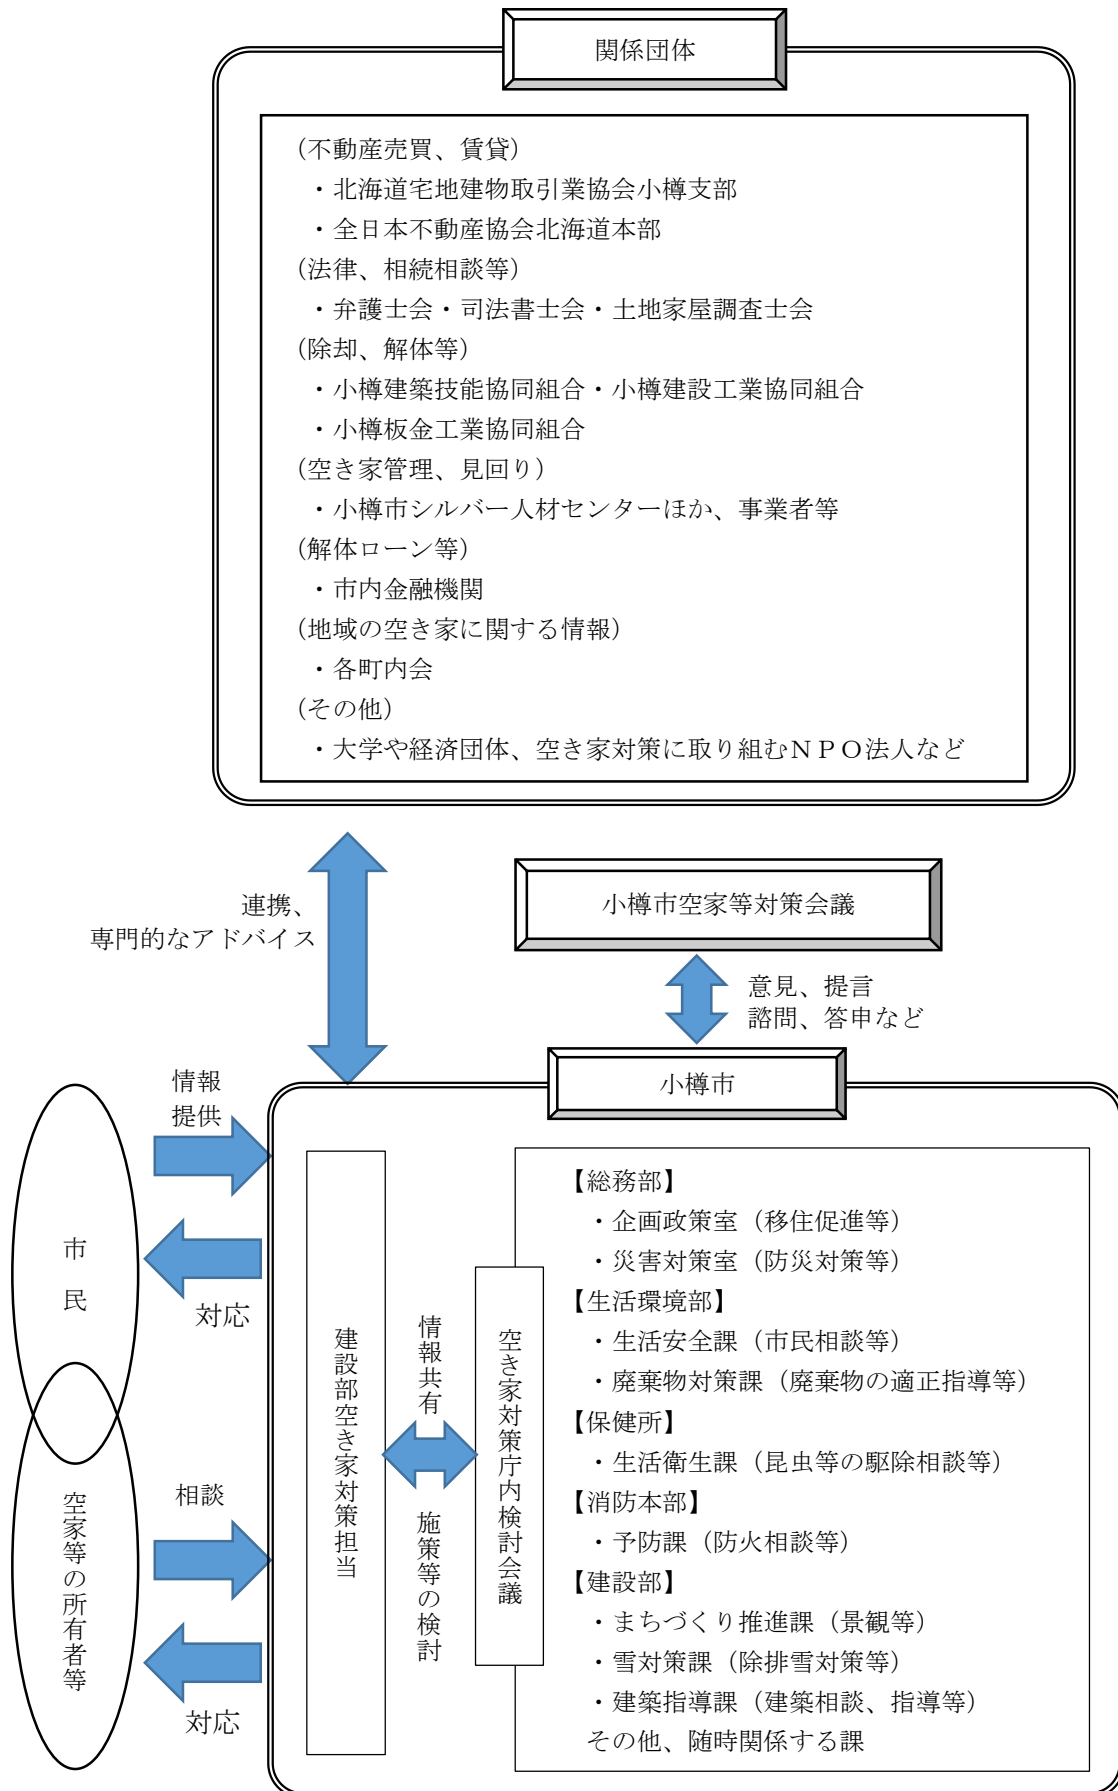 関係団体
(不動産売買、賃貸)
・北海道宅地建物取引業協会小樽支部
・全日本不動産協会北海道本部
(法律、相続相談等)
・弁護士会・司法書士会・土地家屋調査士会
(除却、解体等)
・小樽建築技能協同組合・小樽建設工業協同組合
・小樽板金工業協同組合
(空き家管理、見回り)
・小樽市シルバー人材センターほか、事業者等
(解体ローン等)
・市内金融機関
(地域の空き家に関する情報)
・各町内会
(その他)
・大学や経済団体、空き家対策に取り組むNPO法人など
連携、
専門的なアドバイス
小樽市空家等対策会議
意見、提言
諮問、答申など
小樽市
情報
提供
市民
対応
空家等の所有者等
相談
対応
建設部空き家対策担当
情報共有
施策等の検討
空き家対策庁内検討会議
【総務部】
・企画政策室(移住促進等)
・災害対策室(防災対策等)
【生活環境部】
・生活安全課(市民相談等)
・廃棄物対策課(廃棄物の適正指導等)
【保健所】
・生活衛生課(昆虫等の駆除相談等)
【消防本部】
・予防課(防火相談等)
【建設部】
・まちづくり推進課(景観等)
・雪対策課(除排雪対策等)
・建築指導課(建築相談、指導等)
その他、随時関係する課